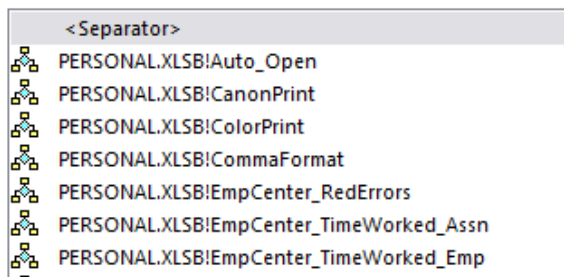 <Separator>
PERSONAL.XLSB!Auto_Open
PERSONAL.XLSB!CanonPrint
PERSONAL.XLSB!ColorPrint
PERSONAL.XLSB!CommaFormat
PERSONAL.XLSB!EmpCenter_RedErrors
PERSONAL.XLSB!EmpCenter_TimeWorked_Assn
PERSONAL.XLSB!EmpCenter_TimeWorked_Emp